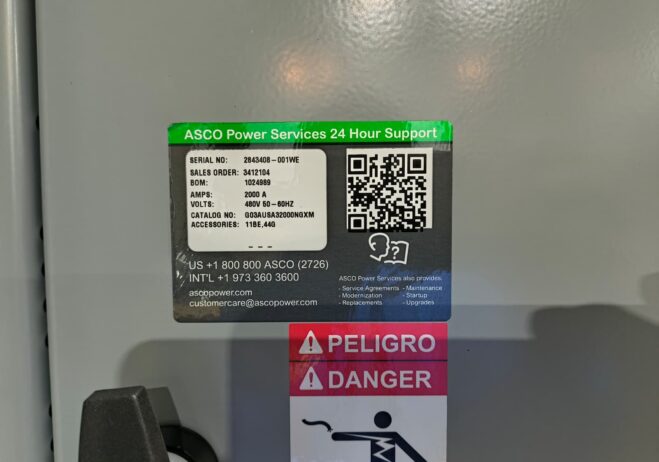 ASCO Power Services 24 Hour Support
SERIAL NO: 2843408-001WE
SALES ORDER: 3412104
BOM: 1024989
AMPS: 2000 A
VOLTS: 480V 50-60HZ
CATALOG NO: G03AUSA32000NGXM
ACCESSORIES: 11BE,44G
- - -
US +1 800 800 ASCO (2726)
INT'L +1 973 360 3600
ascopower.com
customercare@ascopower.com
?
ASCO Power Services also provides:
- Service Agreements - Maintenance
- Modernization - Startup
- Replacements - Upgrades
PELIGRO
DANGER